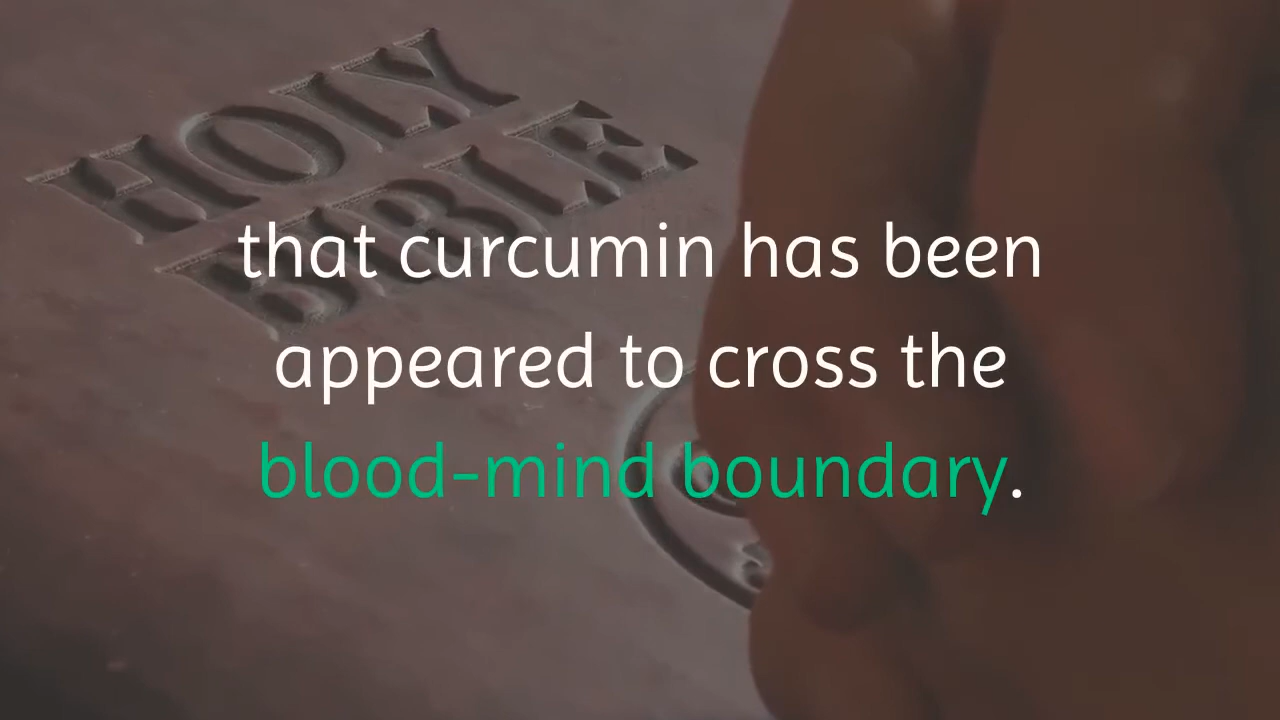 HOLY
BIBLE
that curcumin has been
appeared to cross the
blood-mind boundary.